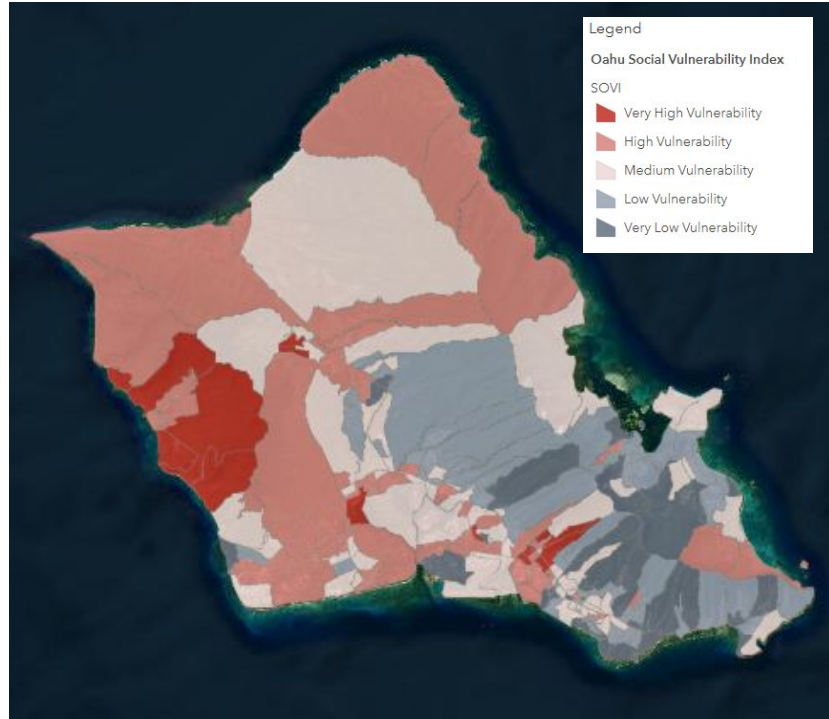 Legend
Oahu Social Vulnerability Index
SOVI
Very High Vulnerability
High Vulnerability
Medium Vulnerability
Low Vulnerability
Very Low Vulnerability